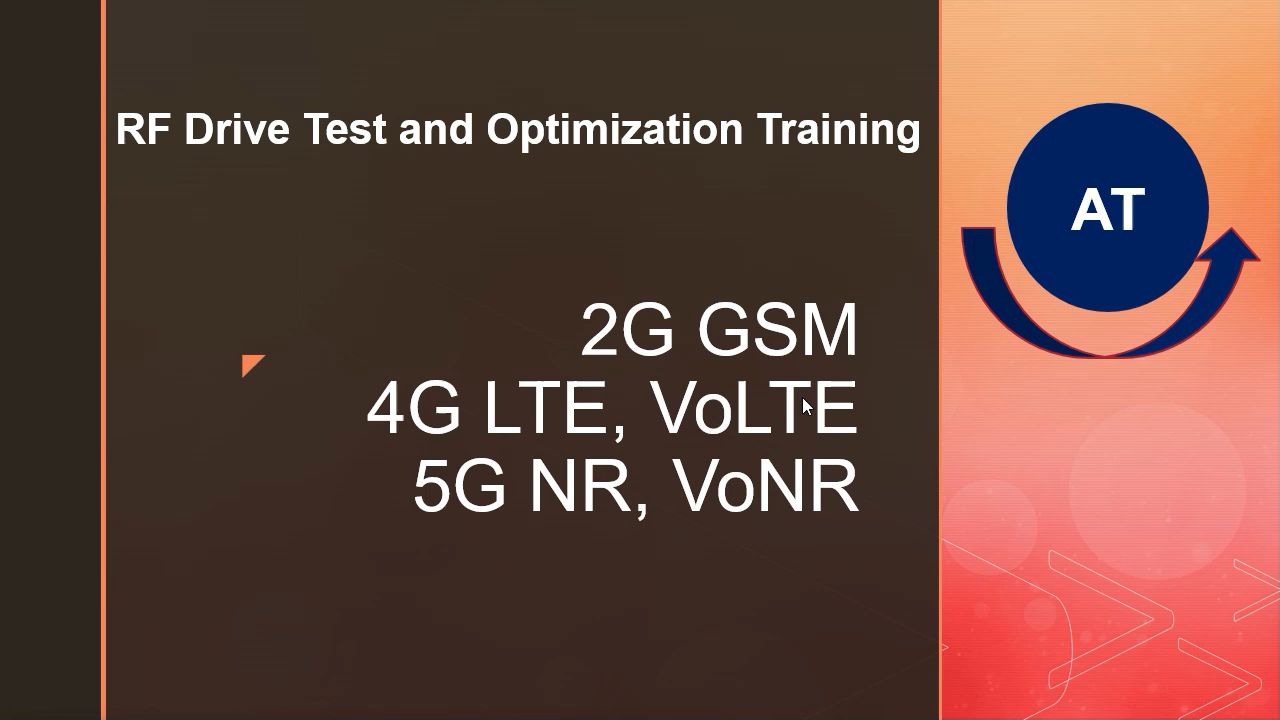 RF Drive Test and Optimization Training
AT
2G GSM
4G LTE, VoLTE
5G NR, VoNR